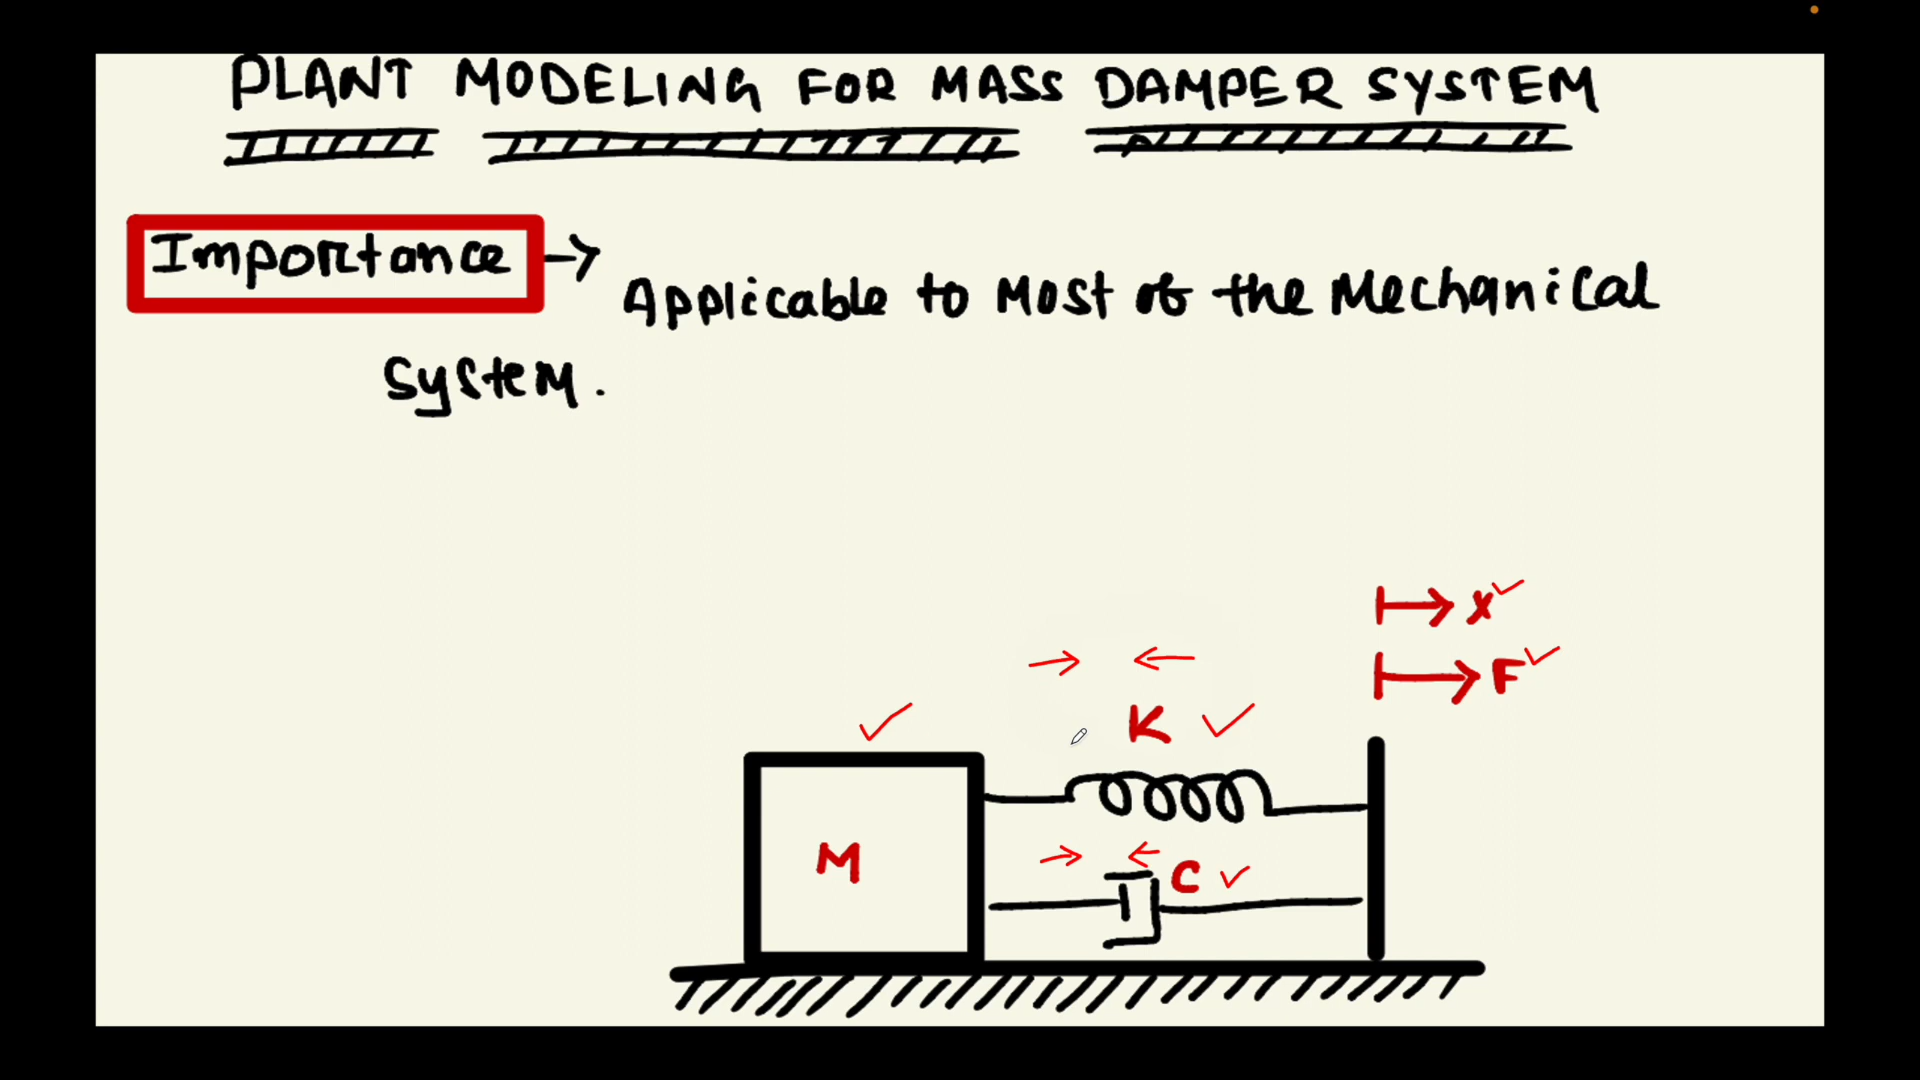 PLANT MODELING FOR MASS DAMPER SYSTEM
Importance → Applicable to Most of the Mechanical
System.
X
F
K
M
C